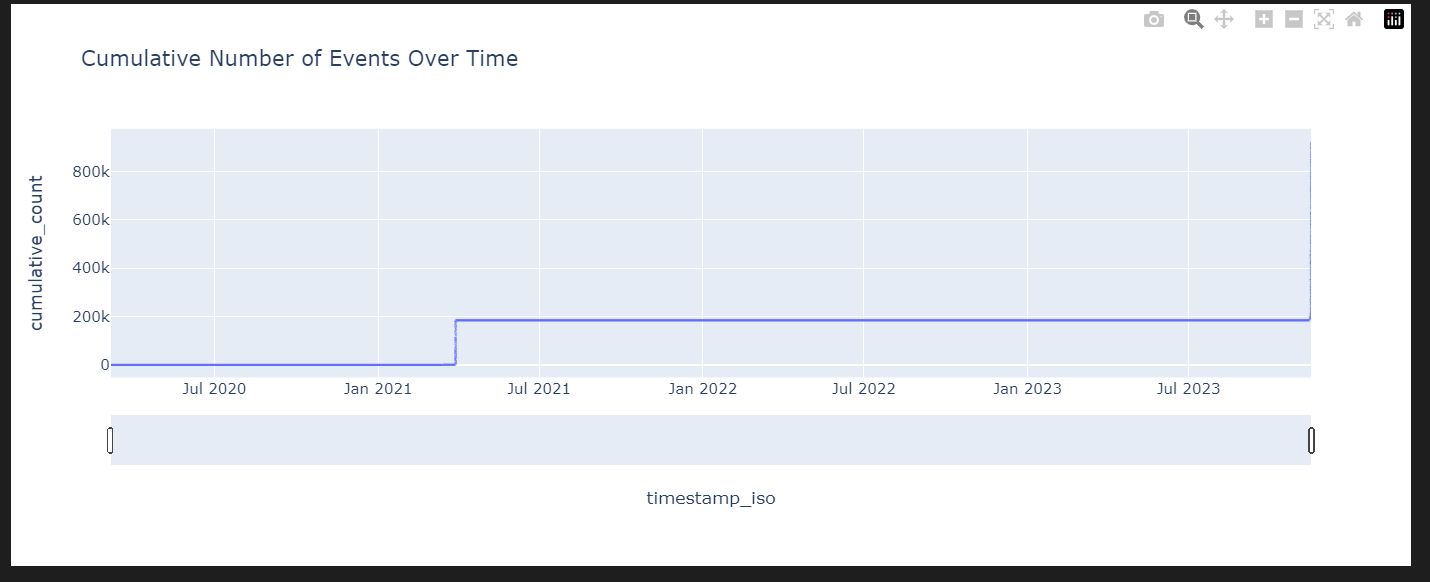 Cumulative Number of Events Over Time
cumulative_count
800k
600k
400k
200k
0
Jul 2020 Jan 2021 Jul 2021 Jan 2022 Jul 2022 Jan 2023 Jul 2023
timestamp_iso